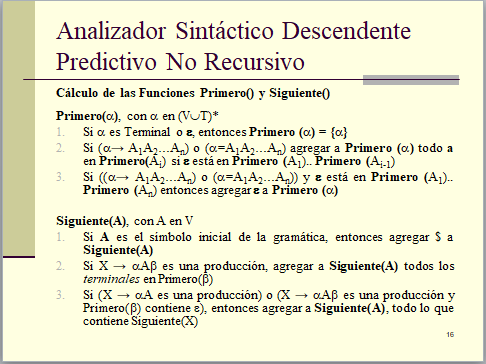 Analizador Sintáctico Descendente
Predictivo No Recursivo
Cálculo de las Funciones Primero() y Siguiente()
Primero(α), con α en (V∪T)*
1. Si α es Terminal o ε, entonces Primero (α) = {α}
2. Si (α→ A1A2…An) o (α=A1A2…An) agregar a Primero (α) todo a
en Primero(Ai) si ε está en Primero (A1).. Primero (Ai-1)
3. Si ((α→ A1A2…An) o (α=A1A2…An)) y ε está en Primero (A1)..
Primero (An) entonces agregar ε a Primero (α)
Siguiente(A), con A en V
1. Si A es el símbolo inicial de la gramática, entonces agregar $ a
Siguiente(A)
2. Si X → αAβ es una producción, agregar a Siguiente(A) todos los
terminales en Primero(β)
3. Si (X → αA es una producción) o (X → αAβ es una producción y
Primero(β) contiene ε), entonces agregar a Siguiente(A), todo lo que
contiene Siguiente(X)
16